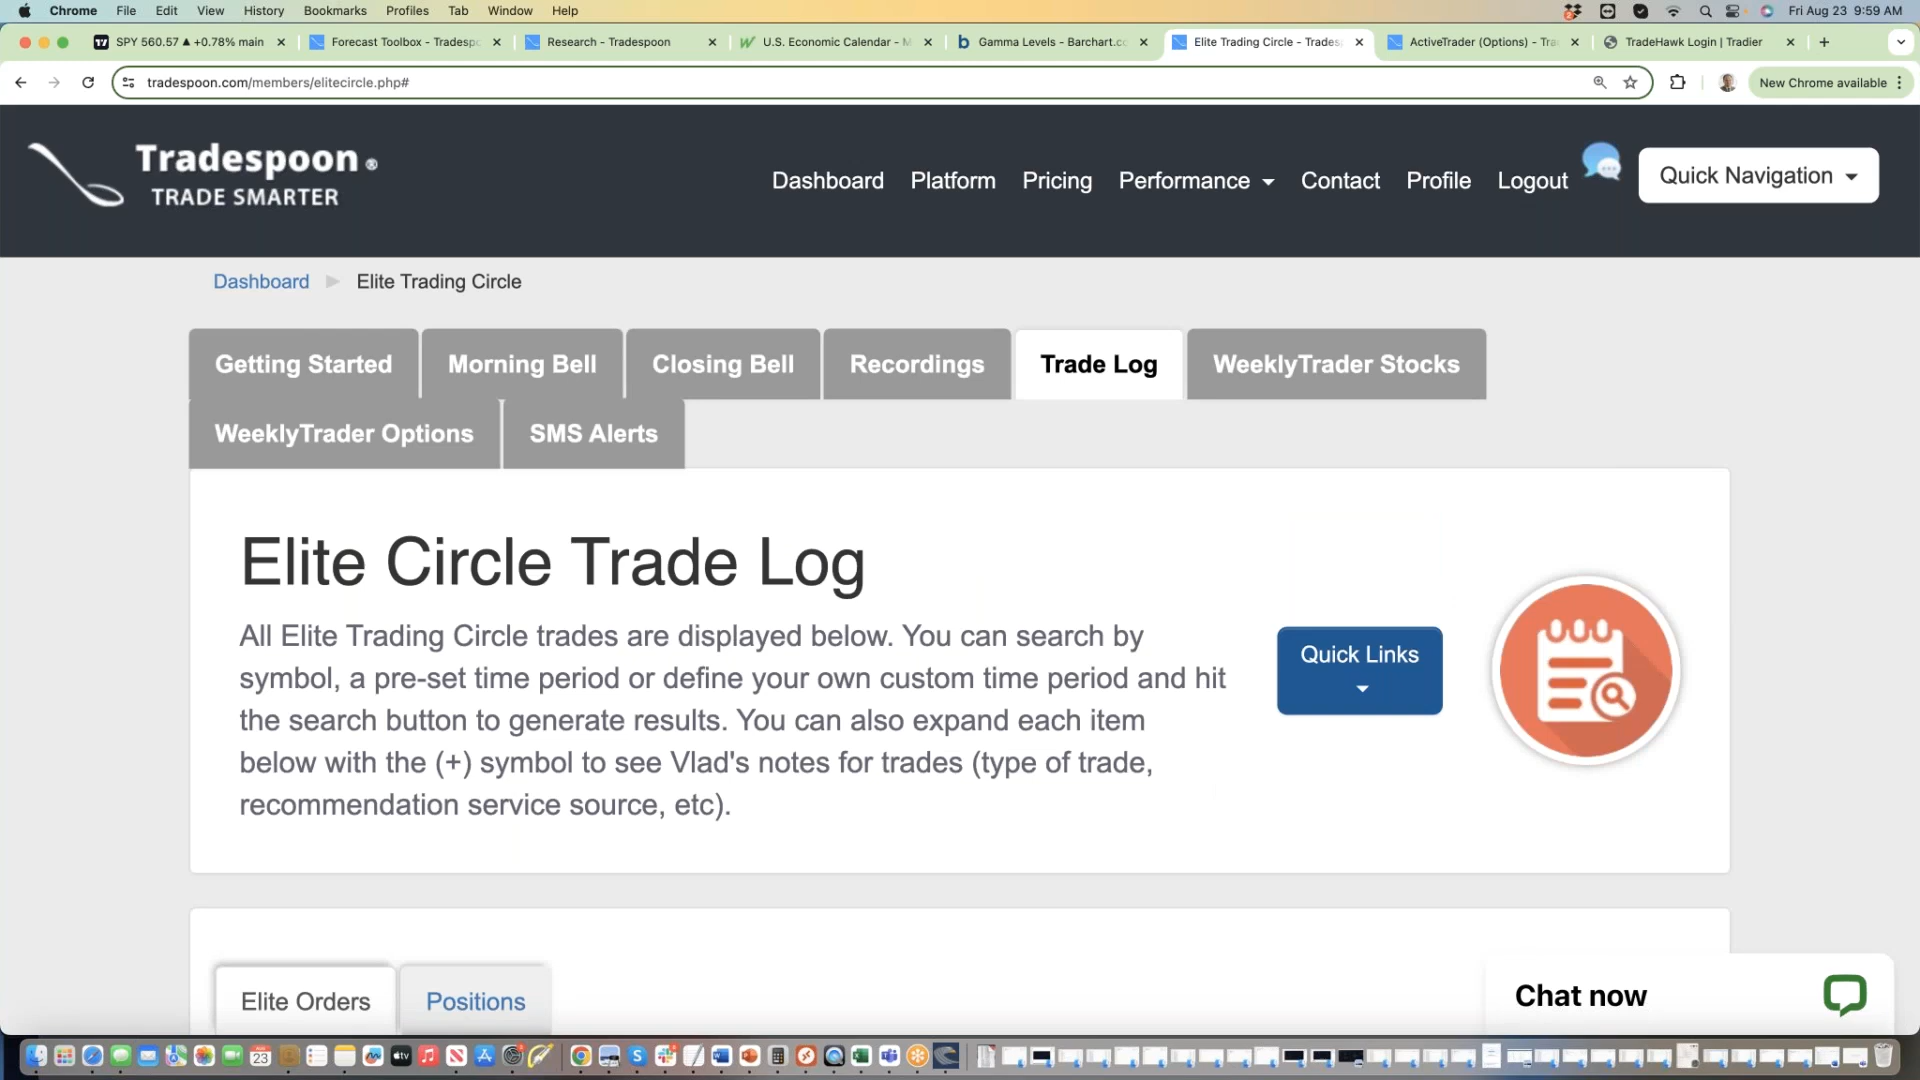 Chrome File Edit View History Bookmarks Profiles Tab Window Help Fri Aug 23 9:59 AM
SPY 560.57 ▲ +0.78% main Forecast Toolbox - Tradespo Research - Tradespoon U.S. Economic Calendar - M Gamma Levels - Barchart.co Elite Trading Circle - Trades ActiveTrader (Options) - Tra TradeHawk Login | Tradier
tradespoon.com/members/elitecircle.php# New Chrome available
Tradespoon®
TRADE SMARTER
Dashboard Platform Pricing Performance Contact Profile Logout Quick Navigation
Dashboard Elite Trading Circle
Getting Started Morning Bell Closing Bell Recordings Trade Log WeeklyTrader Stocks
WeeklyTrader Options SMS Alerts
Elite Circle Trade Log
All Elite Trading Circle trades are displayed below. You can search by
symbol, a pre-set time period or define your own custom time period and hit
the search button to generate results. You can also expand each item
below with the (+) symbol to see Vlad's notes for trades (type of trade,
recommendation service source, etc).
Quick Links
Elite Orders Positions
Chat now